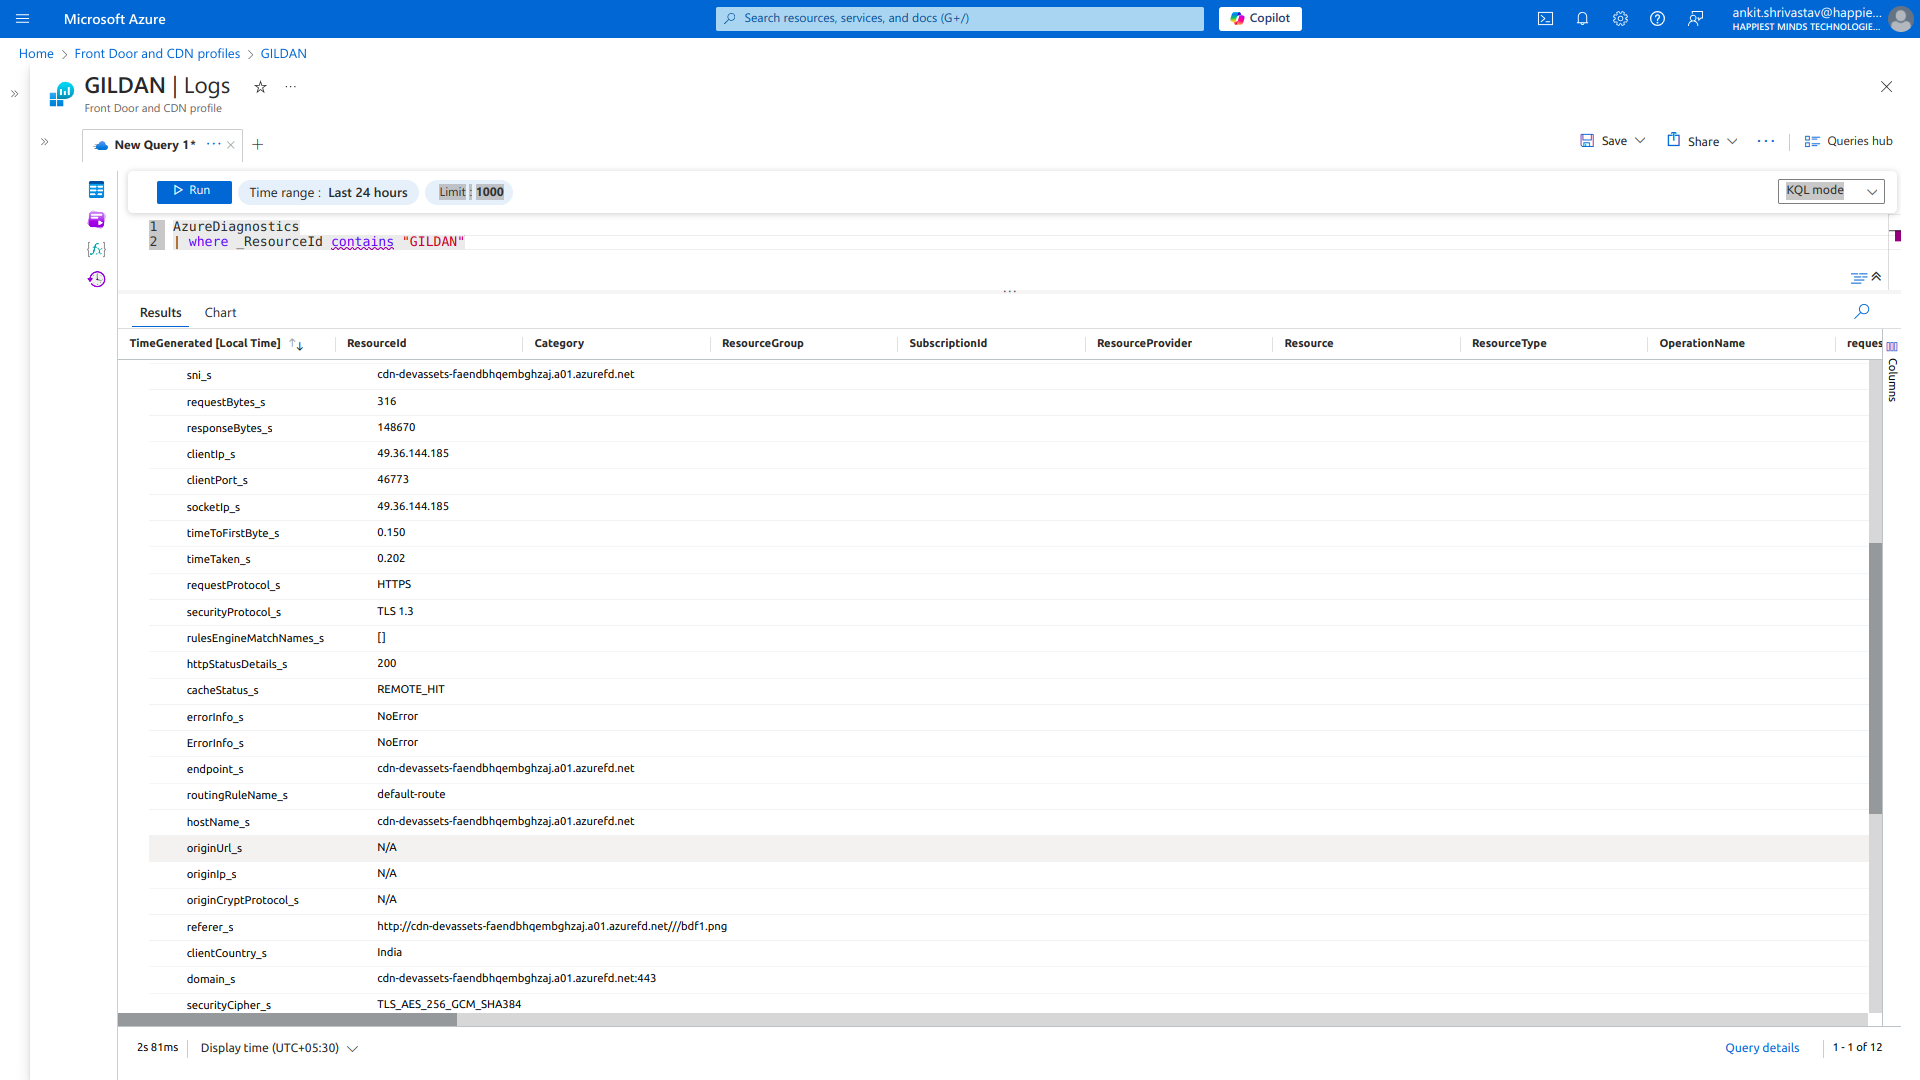 Microsoft Azure
Search resources, services, and docs (G+/)
Copilot
ankit.shrivastav@happie...
HAPPIEST MINDS TECHNOLOGIE...
Home > Front Door and CDN profiles > GILDAN
GILDAN | Logs
Front Door and CDN profile
New Query 1*
Save
Share
Queries hub
Run
Time range : Last 24 hours
Limit : 1000
KQL mode
1 AzureDiagnostics
2 | where _ResourceId contains "GILDAN"
Results
Chart
TimeGenerated [Local Time] ResourceId Category ResourceGroup SubscriptionId ResourceProvider Resource ResourceType OperationName reques
Columns
sni_s cdn-devassets-faendbhqembghzaj.a01.azurefd.net
requestBytes_s 316
responseBytes_s 148670
clientIp_s 49.36.144.185
clientPort_s 46773
socketIp_s 49.36.144.185
timeToFirstByte_s 0.150
timeTaken_s 0.202
requestProtocol_s HTTPS
securityProtocol_s TLS 1.3
rulesEngineMatchNames_s []
httpStatusDetails_s 200
cacheStatus_s REMOTE_HIT
errorInfo_s NoError
ErrorInfo_s NoError
endpoint_s cdn-devassets-faendbhqembghzaj.a01.azurefd.net
routingRuleName_s default-route
hostName_s cdn-devassets-faendbhqembghzaj.a01.azurefd.net
originUrl_s N/A
originIp_s N/A
originCryptProtocol_s N/A
referer_s http://cdn-devassets-faendbhqembghzaj.a01.azurefd.net///bdf1.png
clientCountry_s India
domain_s cdn-devassets-faendbhqembghzaj.a01.azurefd.net:443
securityCipher_s TLS_AES_256_GCM_SHA384
2s 81ms
Display time (UTC+05:30)
Query details
1 - 1 of 12